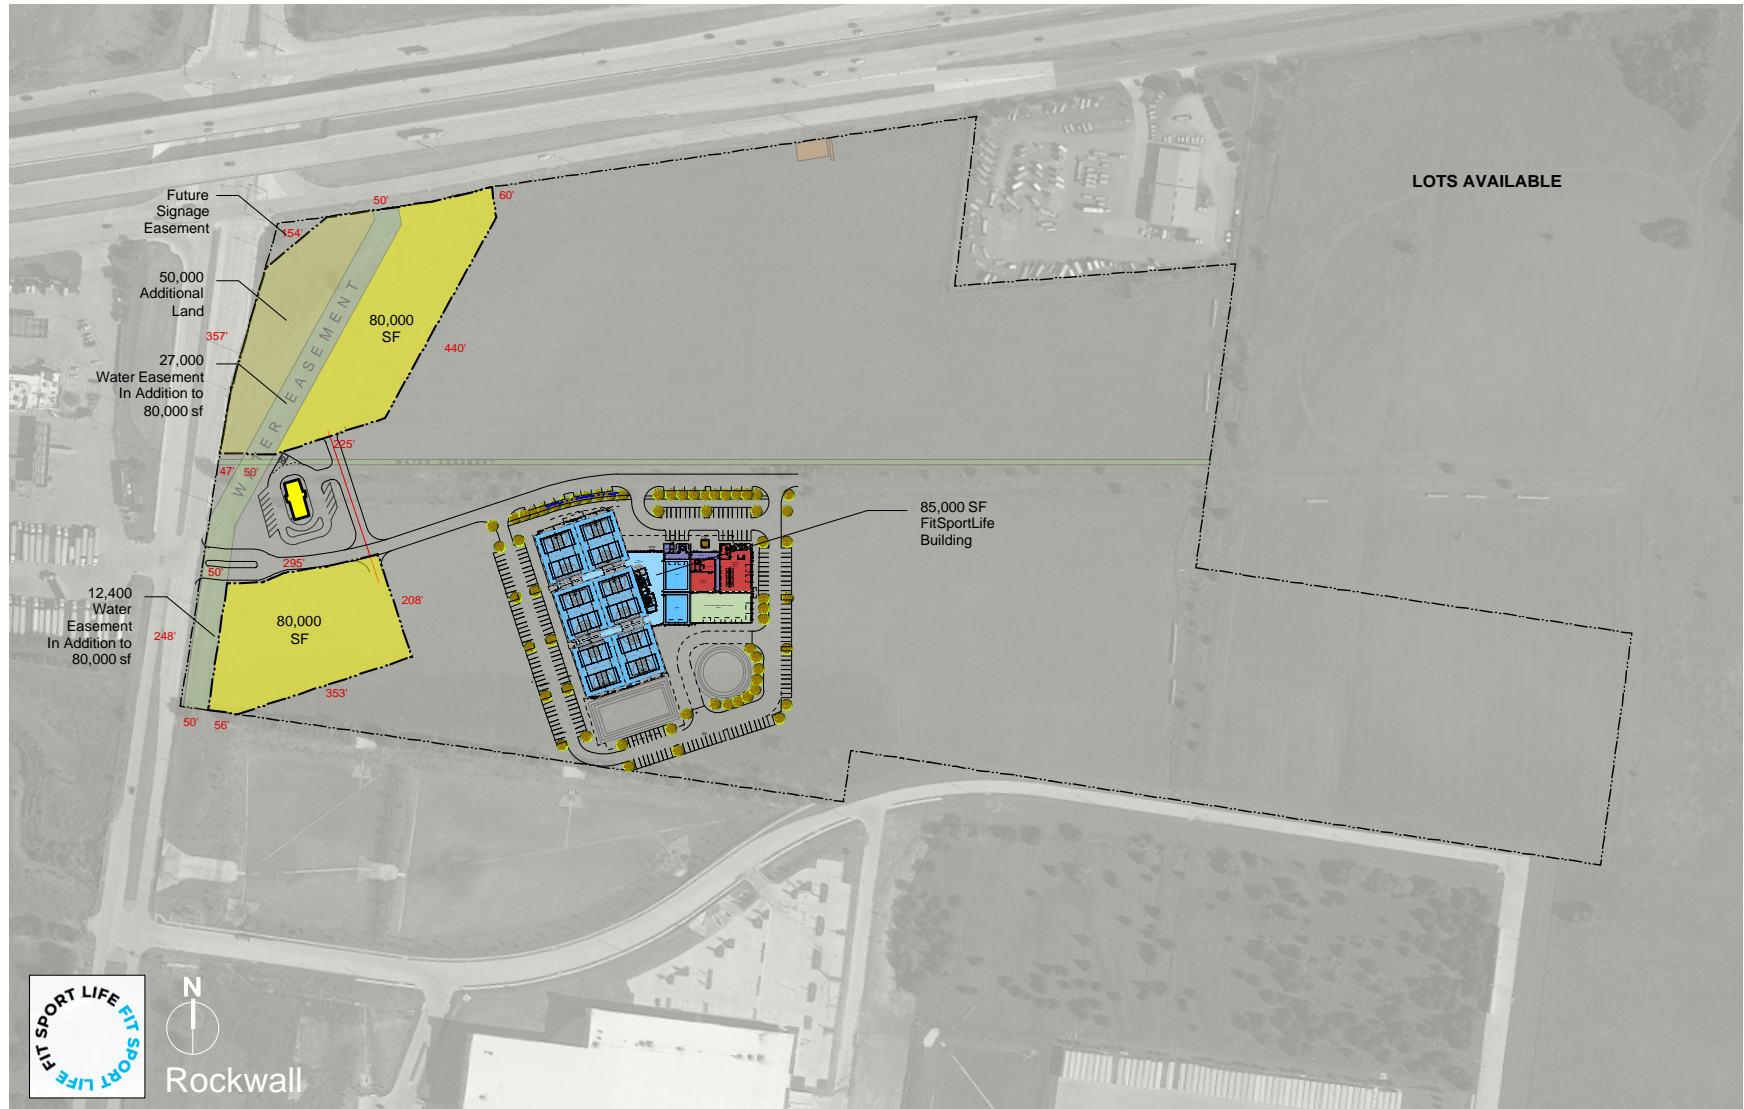 LOTS AVAILABLE
Future
Signage
Easement
50'
60'
154'
50,000
Additional
Land
357'
80,000
SF
440'
27,000
Water Easement
In Addition to
80,000 sf
WATER EASEMENT
225'
47'
50'
WATER EASEMENT
85,000 SF
FitSportLife
Building
295'
50'
12,400
Water
Easement
In Addition to
80,000 sf
208'
248'
80,000
SF
353'
50'
56'
FIT SPORT LIFE FIT SPORT LIFE
N
Rockwall